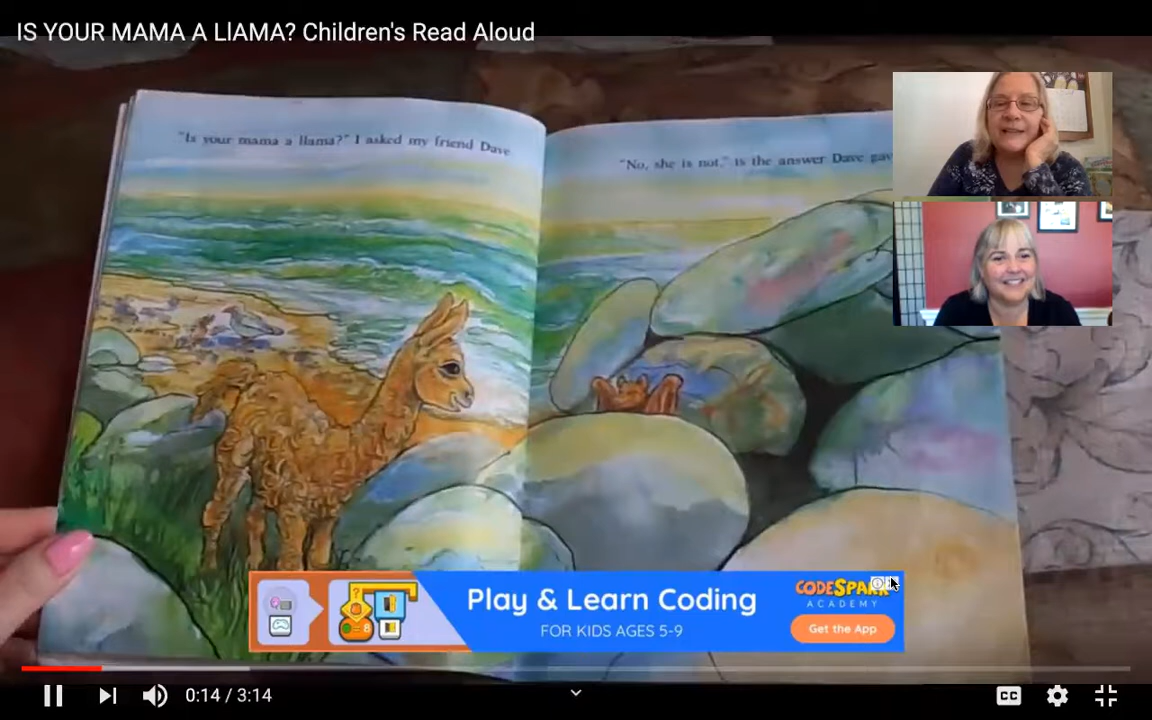 IS YOUR MAMA A LlAMA? Children's Read Aloud
"Is your mama a llama?" I asked my friend Dave.
"No, she is not," is the answer Dave
Play & Learn Coding
FOR KIDS AGES 5-9
CODESPARK
ACADEMY
Get the App
0:14 / 3:14
CC